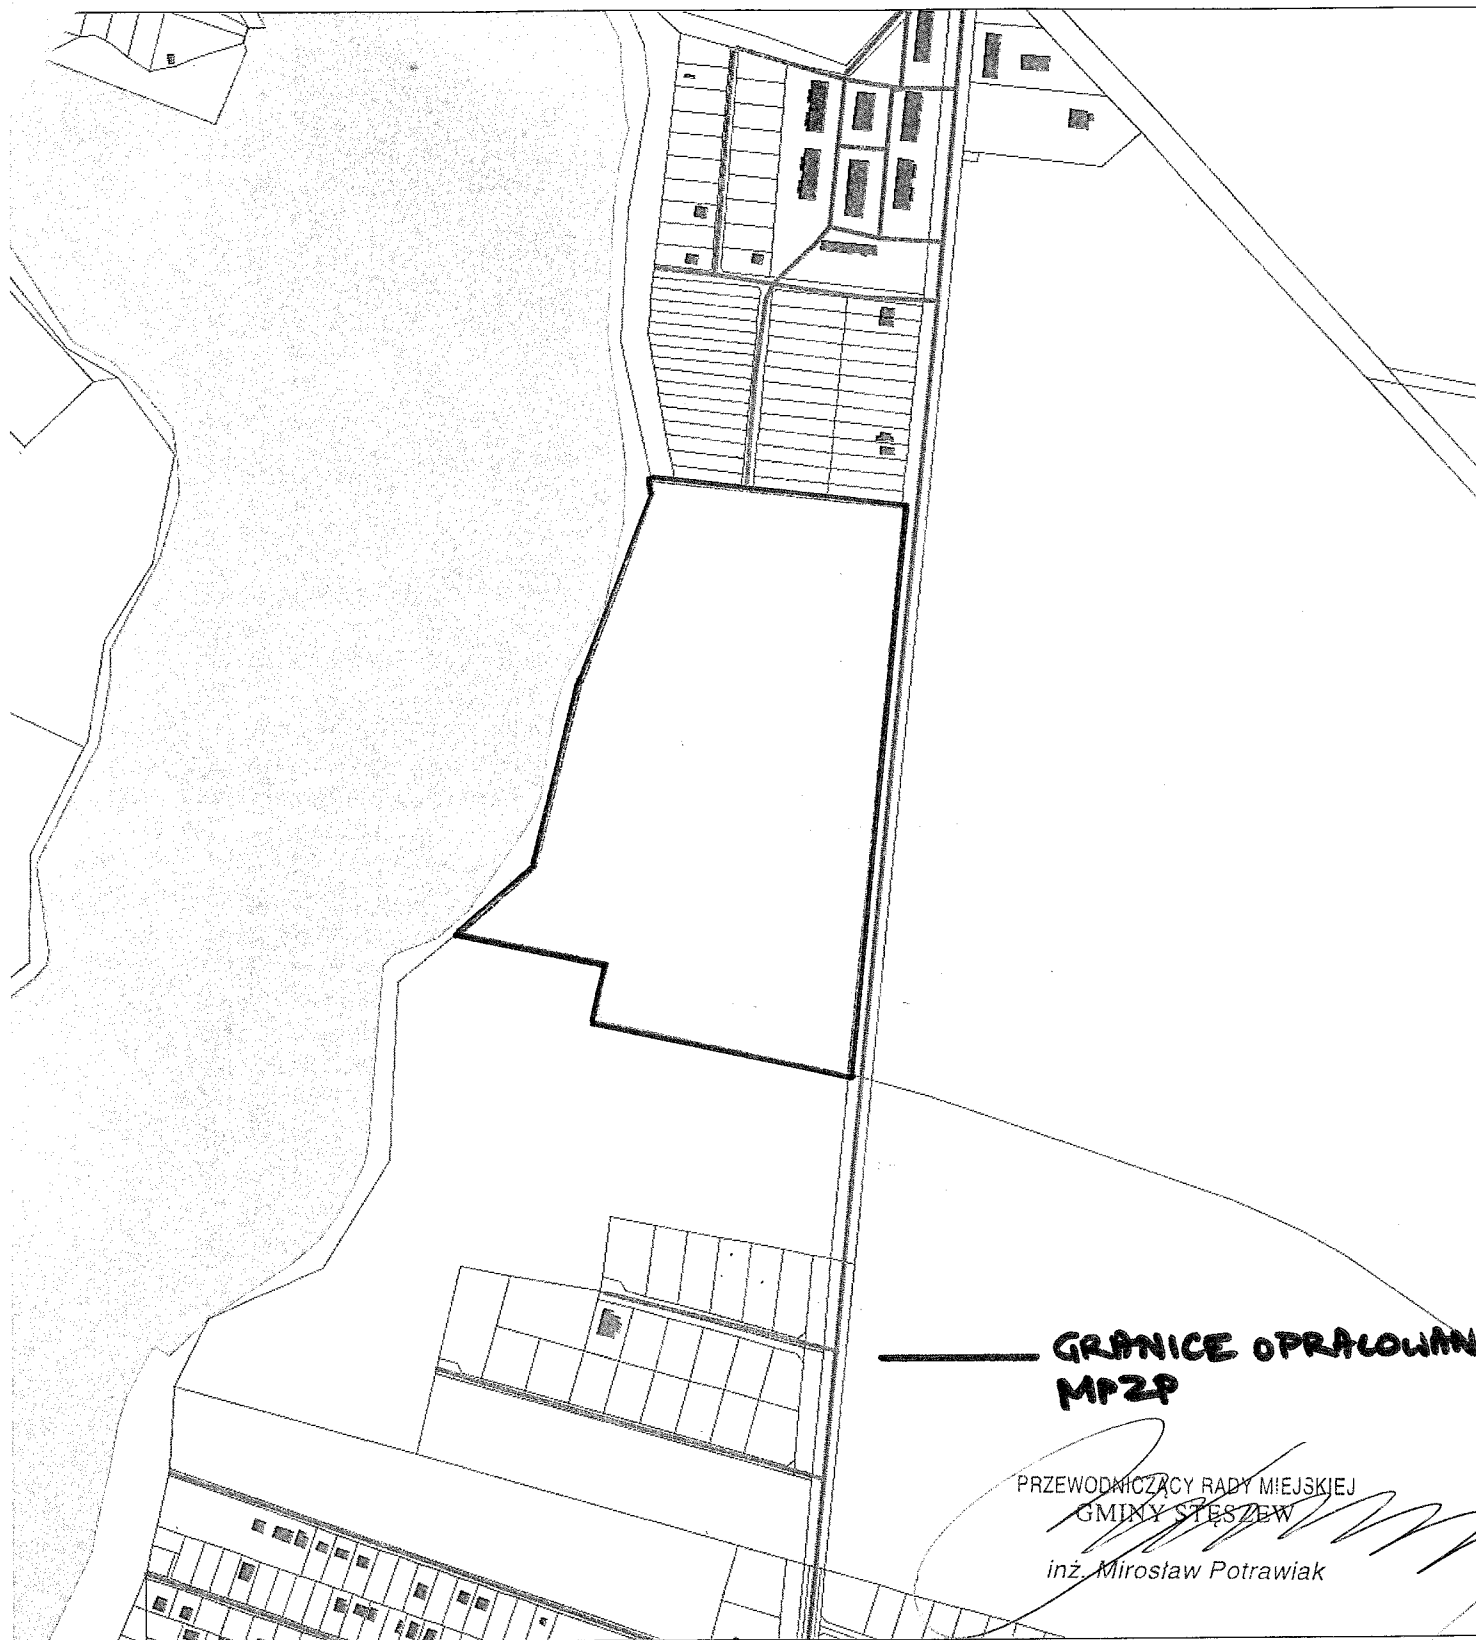 GRANICE OPRACOWAN
MPZP
PRZEWODNICZĄCY RADY MIEJSKIEJ
GMINY STĘSZEW
inż. Mirosław Potrawiak